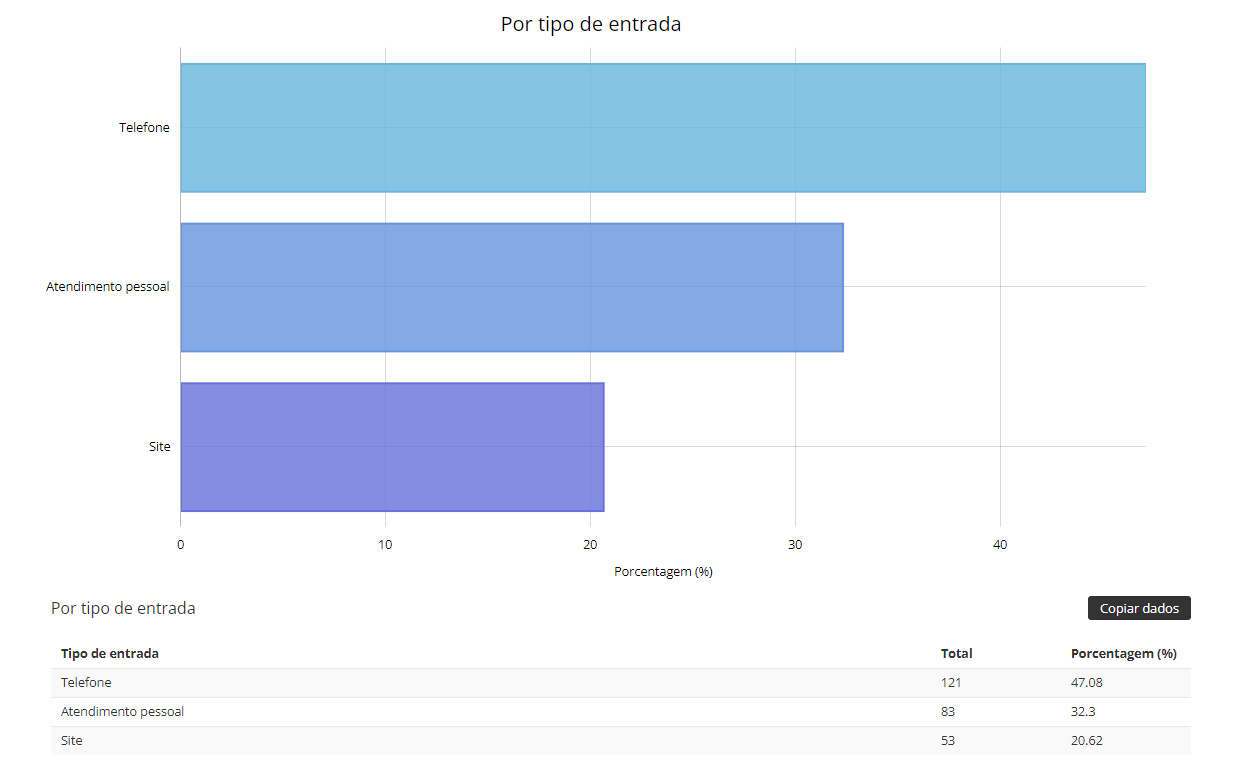 Por tipo de entrada
Telefone
Atendimento pessoal
Site
0 10 20 30 40
Porcentagem (%)
Por tipo de entrada Copiar dados
Tipo de entrada Total Porcentagem (%)
Telefone 121 47.08
Atendimento pessoal 83 32.3
Site 53 20.62